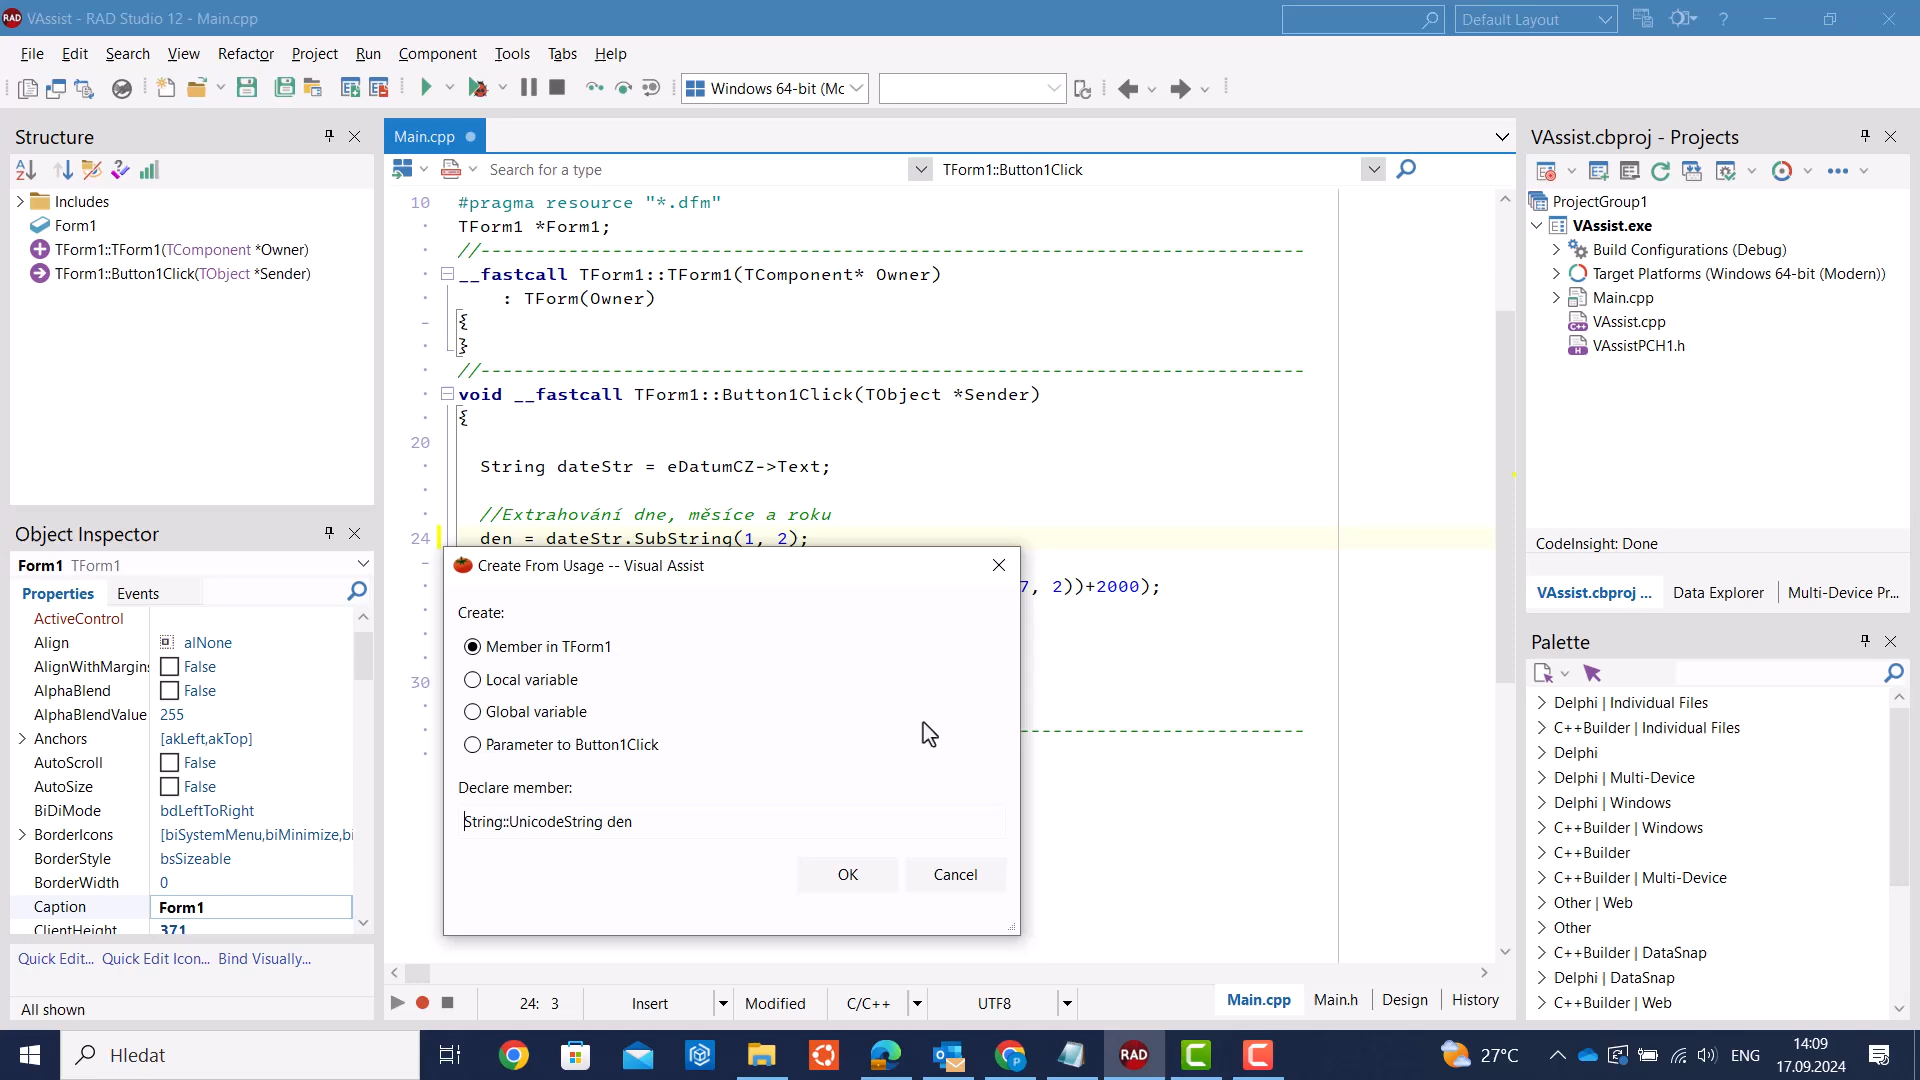 VAssist - RAD Studio 12 - Main.cpp
Default Layout
?
File Edit Search View Refactor Project Run Component Tools Tabs Help
Windows 64-bit (Mc
Structure
Includes
Form1
TForm1::TForm1(TComponent *Owner)
TForm1::Button1Click(TObject *Sender)
Object Inspector
Form1 TForm1
Properties Events
ActiveControl
Align alNone
AlignWithMargins False
AlphaBlend False
AlphaBlendValue 255
Anchors [akLeft,akTop]
AutoScroll False
AutoSize False
BiDiMode bdLeftToRight
BorderIcons [biSystemMenu,biMinimize,bi
BorderStyle bsSizeable
BorderWidth 0
Caption Form1
ClientHeight 371
Quick Edit... Quick Edit Icon... Bind Visually...
All shown
Main.cpp
Search for a type TForm1::Button1Click
10 #pragma resource "*.dfm"
TForm1 *Form1;
//---------------------------------------------------------------------------
__fastcall TForm1::TForm1(TComponent* Owner)
: TForm(Owner)
{
}
//---------------------------------------------------------------------------
void __fastcall TForm1::Button1Click(TObject *Sender)
{
20
String dateStr = eDatumCZ->Text;
//Extrahování dne, měsíce a roku
24 den = dateStr.SubString(1, 2);
7, 2))+2000);
30
Create From Usage -- Visual Assist
Create:
Member in TForm1
Local variable
Global variable
Parameter to Button1Click
Declare member:
String::UnicodeString den
OK Cancel
24: 3 Insert Modified C/C++ UTF8 Main.cpp Main.h Design History
VAssist.cbproj - Projects
ProjectGroup1
VAssist.exe
Build Configurations (Debug)
Target Platforms (Windows 64-bit (Modern))
Main.cpp
VAssist.cpp
VAssistPCH1.h
CodeInsight: Done
VAssist.cbproj ... Data Explorer Multi-Device Pr...
Palette
Delphi | Individual Files
C++Builder | Individual Files
Delphi
Delphi | Multi-Device
Delphi | Windows
C++Builder | Windows
C++Builder
C++Builder | Multi-Device
Other | Web
Other
C++Builder | DataSnap
Delphi | DataSnap
C++Builder | Web
Hledat
RAD
27°C
ENG
14:09
17.09.2024